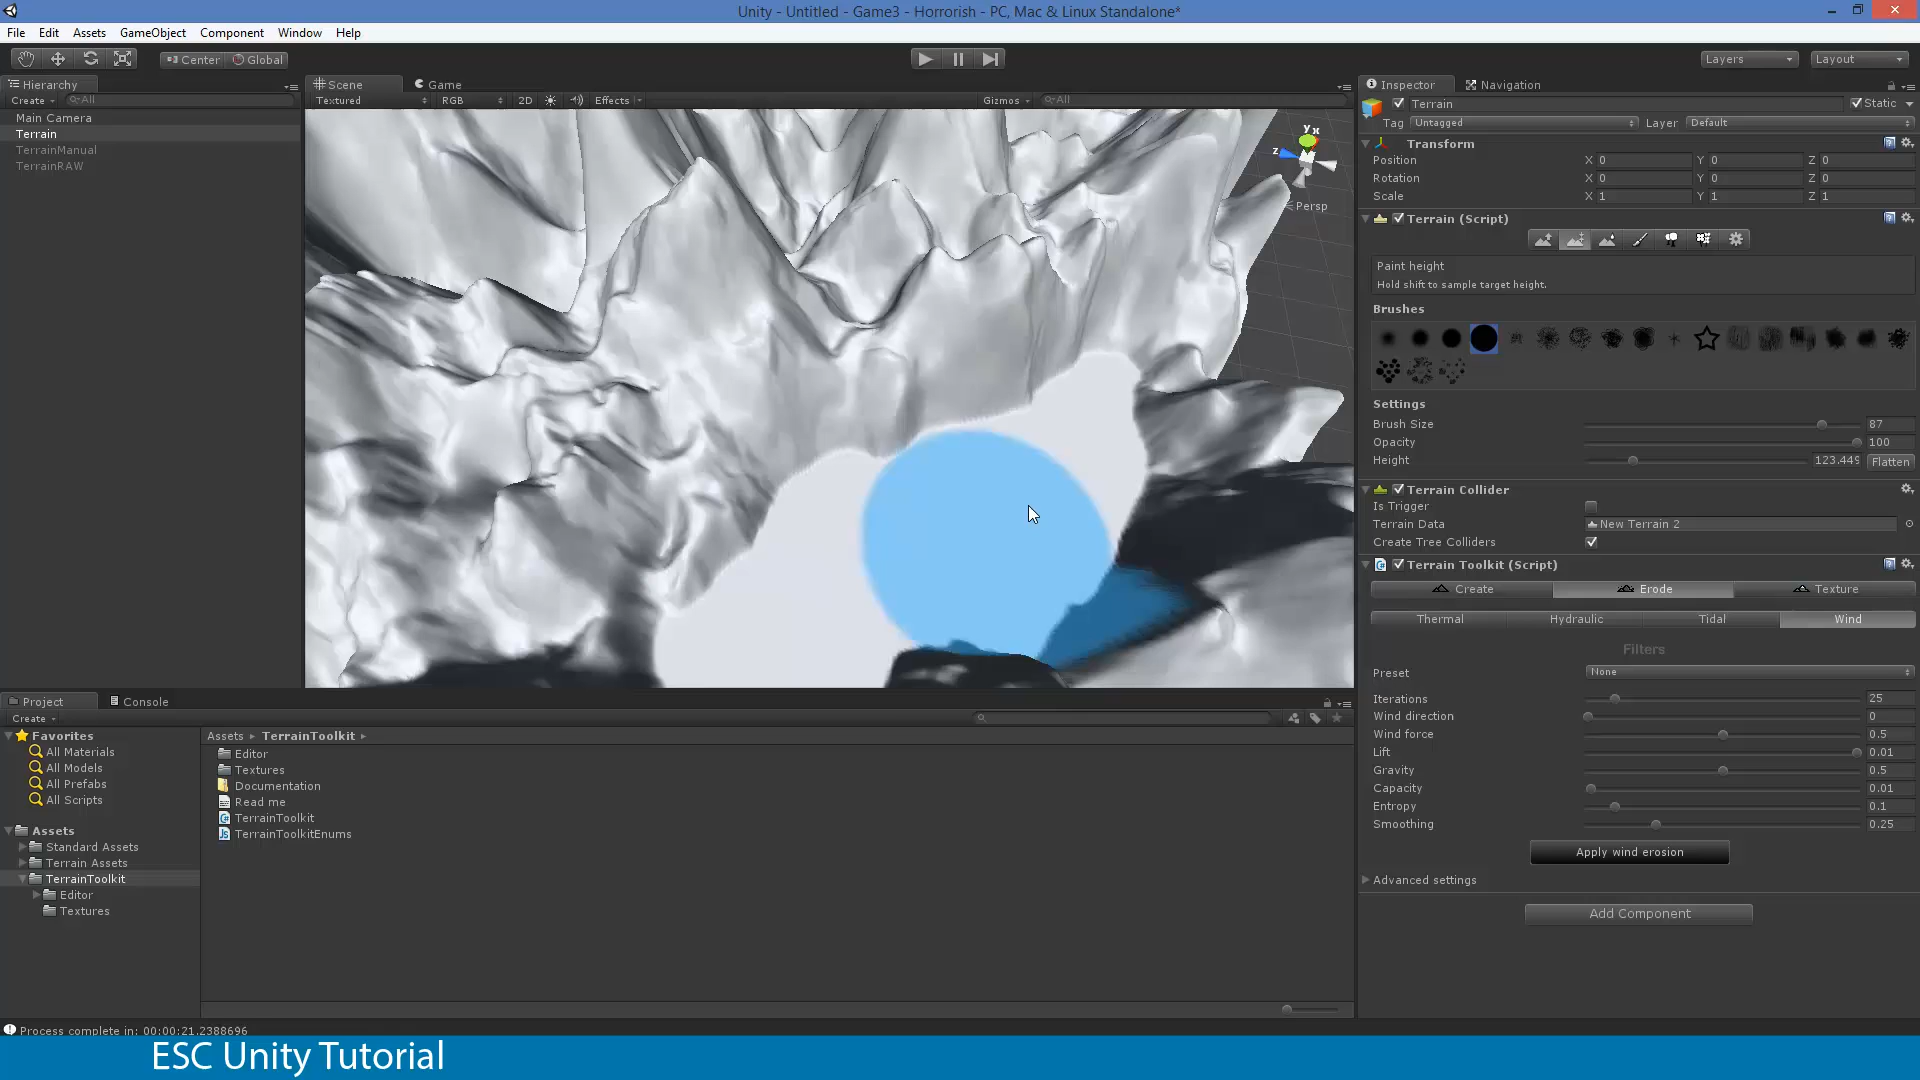 Unity - Untitled - Game3 - Horrorish - PC, Mac & Linux Standalone*
File Edit Assets GameObject Component Window Help
Center Global Layers Layout
Hierarchy
Create All
Main Camera
Terrain
TerrainManual
TerrainRAW
Scene Game
Textured RGB 2D Effects Gizmos All
y x
z
Persp
Inspector Navigation
Terrain Static
Tag Untagged Layer Default
Transform
Position X 0 Y 0 Z 0
Rotation X 0 Y 0 Z 0
Scale X 1 Y 1 Z 1
Terrain (Script)
Paint height
Hold shift to sample target height.
Brushes
Settings
Brush Size 87
Opacity 100
Height 123.449 Flatten
Terrain Collider
Is Trigger
Terrain Data New Terrain 2
Create Tree Colliders
Terrain Toolkit (Script)
Create Erode Texture
Thermal Hydraulic Tidal Wind
Filters
Preset None
Iterations 25
Wind direction 0
Wind force 0.5
Lift 0.01
Gravity 0.5
Capacity 0.01
Entropy 0.1
Smoothing 0.25
Apply wind erosion
Advanced settings
Add Component
Project Console
Create
Favorites
All Materials
All Models
All Prefabs
All Scripts
Assets
Standard Assets
Terrain Assets
TerrainToolkit
Editor
Textures
Assets TerrainToolkit
Editor
Textures
Documentation
Read me
TerrainToolkit
TerrainToolkitEnums
Process complete in: 00:00:21.2388696
ESC Unity Tutorial